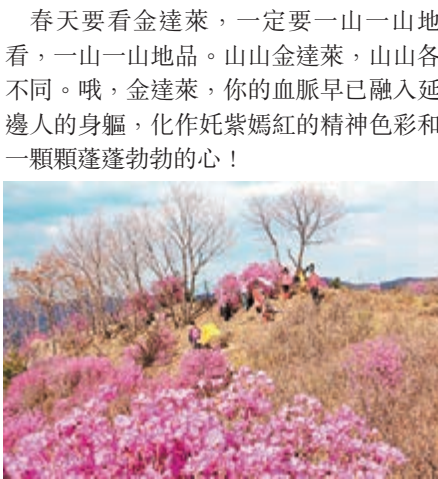 春天要看金達萊，一定要一山一山地
看，一山一山地品。山山金達萊，山山各
不同。哦，金達萊，你的血脈早已融入延
邊人的身軀，化作奼紫嫣紅的精神色彩和
一顆顆蓬蓬勃勃的心！